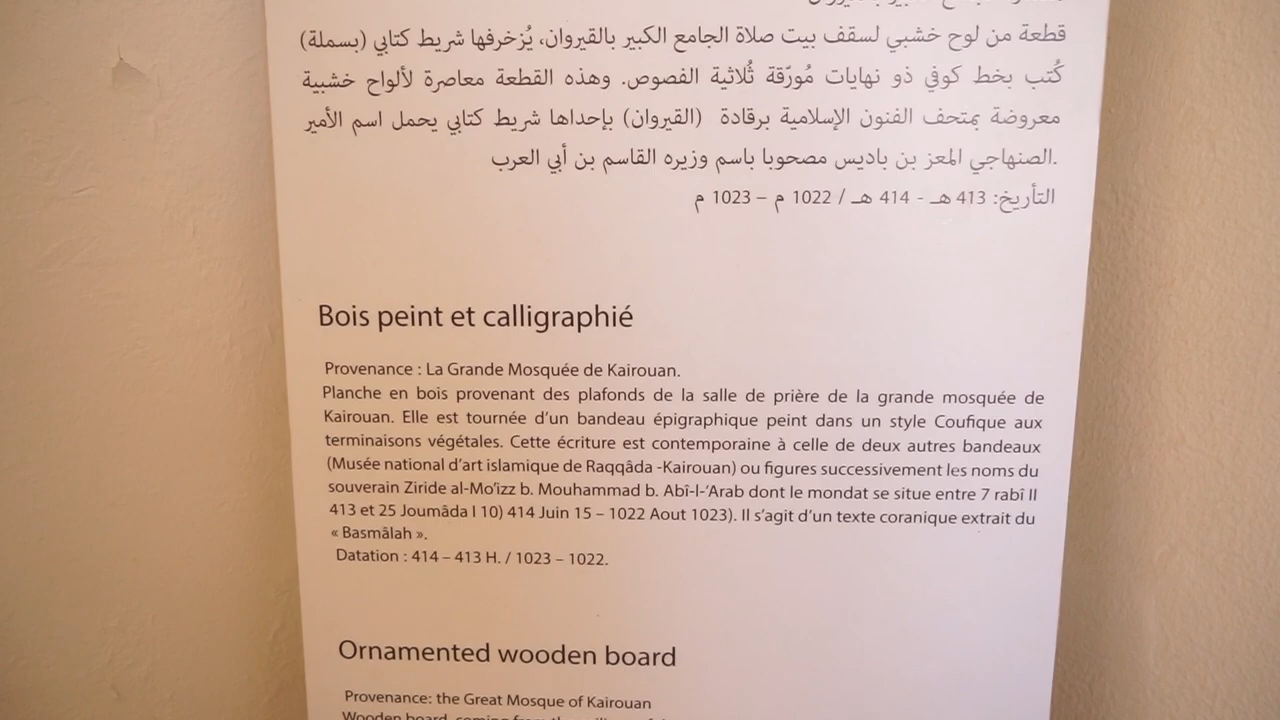 قطعة من لوح خشبي لسقف بيت صلاة الجامع الكبير بالقيروان، يُزخرفها شريط كتابي (بسملة)
كُتب بخط كوفي ذو نهايات مُورّقة ثُلاثية الفصوص. وهذه القطعة معاصرة لألواح خشبية
معروضة بمتحف الفنون الإسلامية برقادة (القيروان) بإحداها شريط كتابي يحمل اسم الأمير
الصنهاجي المعز بن باديس مصحوبا باسم وزيره القاسم بن أبي العرب.
التأريخ: 413 هـ - 414 هـ / 1022 م – 1023 م
Bois peint et calligraphié
Provenance : La Grande Mosquée de Kairouan.
Planche en bois provenant des plafonds de la salle de prière de la grande mosquée de
Kairouan. Elle est tournée d’un bandeau épigraphique peint dans un style Coufique aux
terminaisons végétales. Cette écriture est contemporaine à celle de deux autres bandeaux
(Musée national d’art islamique de Raqqâda -Kairouan) ou figures successivement les noms du
souverain Ziride al-Mo’izz b. Mouhammad b. Abî-l-‘Arab dont le mondat se situe entre 7 rabî II
413 et 25 Joumâda I 10) 414 Juin 15 – 1022 Aout 1023). Il s’agit d’un texte coranique extrait du
« Basmâlah ».
Datation : 414 – 413 H. / 1023 – 1022.
Ornamented wooden board
Provenance: the Great Mosque of Kairouan
Wooden board, coming from the